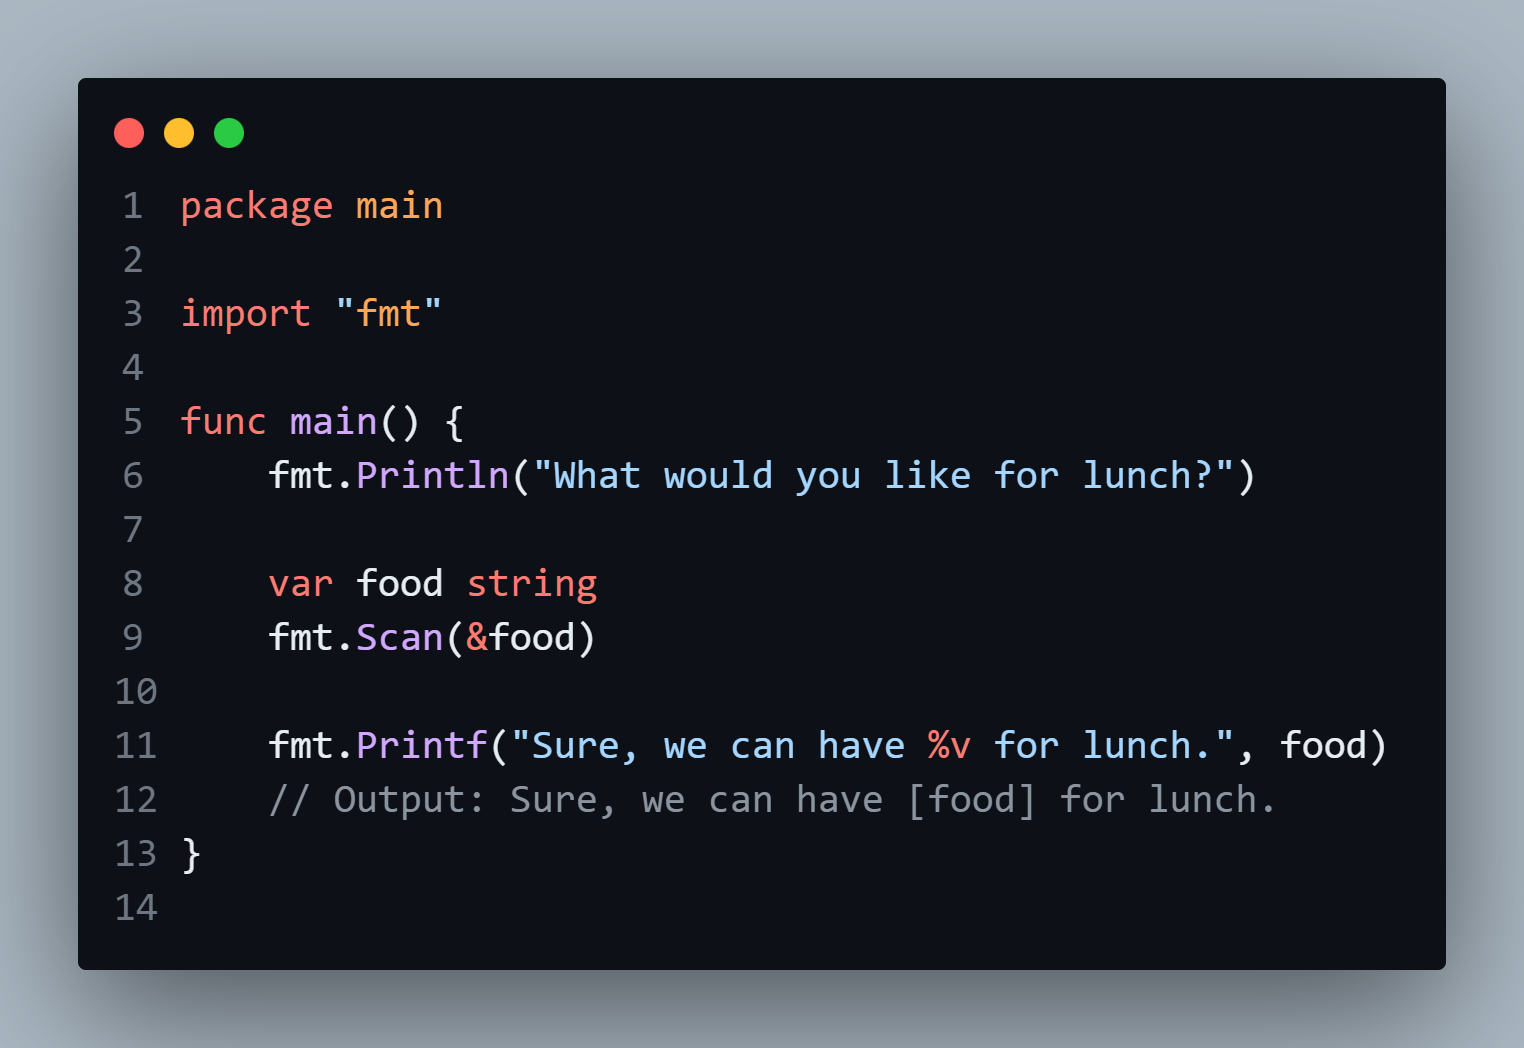 1 package main
2
3 import "fmt"
4
5 func main() {
6     fmt.Println("What would you like for lunch?")
7
8     var food string
9     fmt.Scan(&food)
10
11     fmt.Printf("Sure, we can have %v for lunch.", food)
12     // Output: Sure, we can have [food] for lunch.
13 }
14